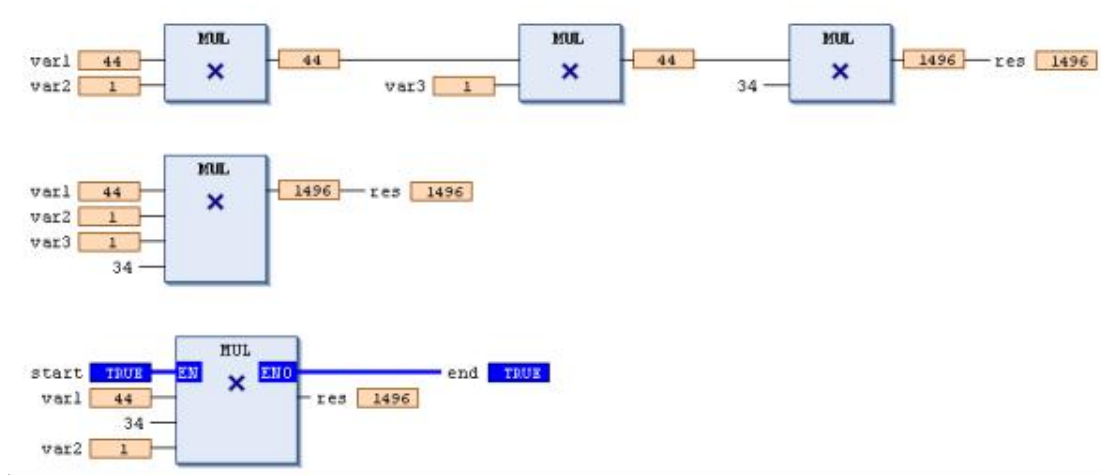 MUL MUL MUL
var1 44 44 44 1496 res 1496
var2 1 var3 1 34
MUL
var1 44 1496 res 1496
var2 1
var3 1
34
MUL
start TRUE EN ENO end TRUE
var1 44 res 1496
34
var2 1